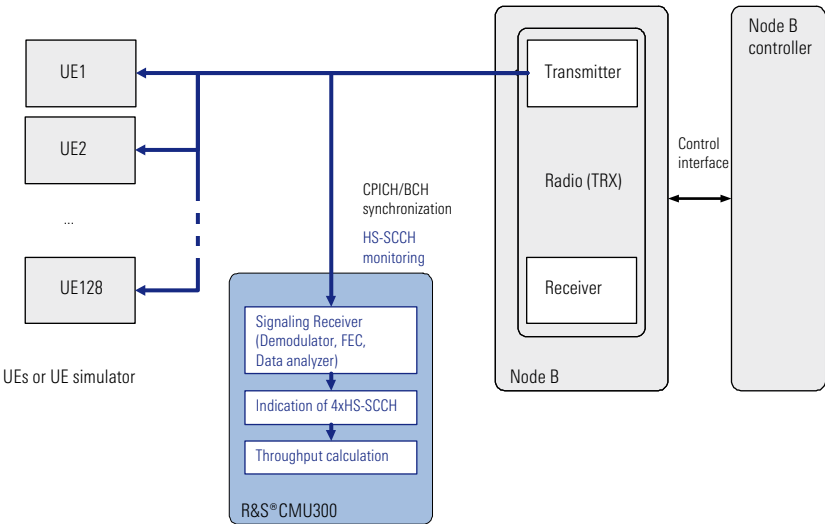 UE1
UE2
...
UE128
UEs or UE simulator
CPICH/BCH
synchronization
HS-SCCH
monitoring
Signaling Receiver
(Demodulator, FEC,
Data analyzer)
Indication of 4xHS-SCCH
Throughput calculation
R&S®CMU300
Transmitter
Radio (TRX)
Receiver
Node B
Control
interface
Node B
controller